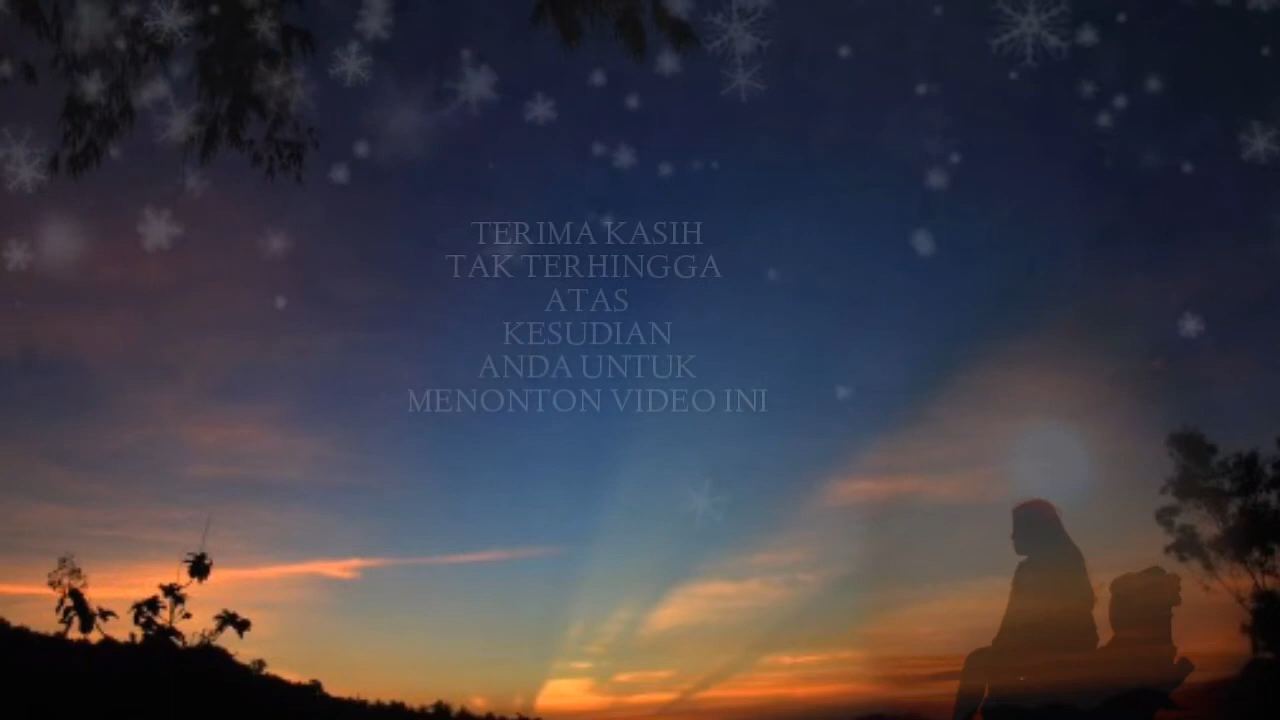 TERIMA KASIH
TAK TERHINGGA
ATAS
KESUDIAN
ANDA UNTUK
MENONTON VIDEO INI